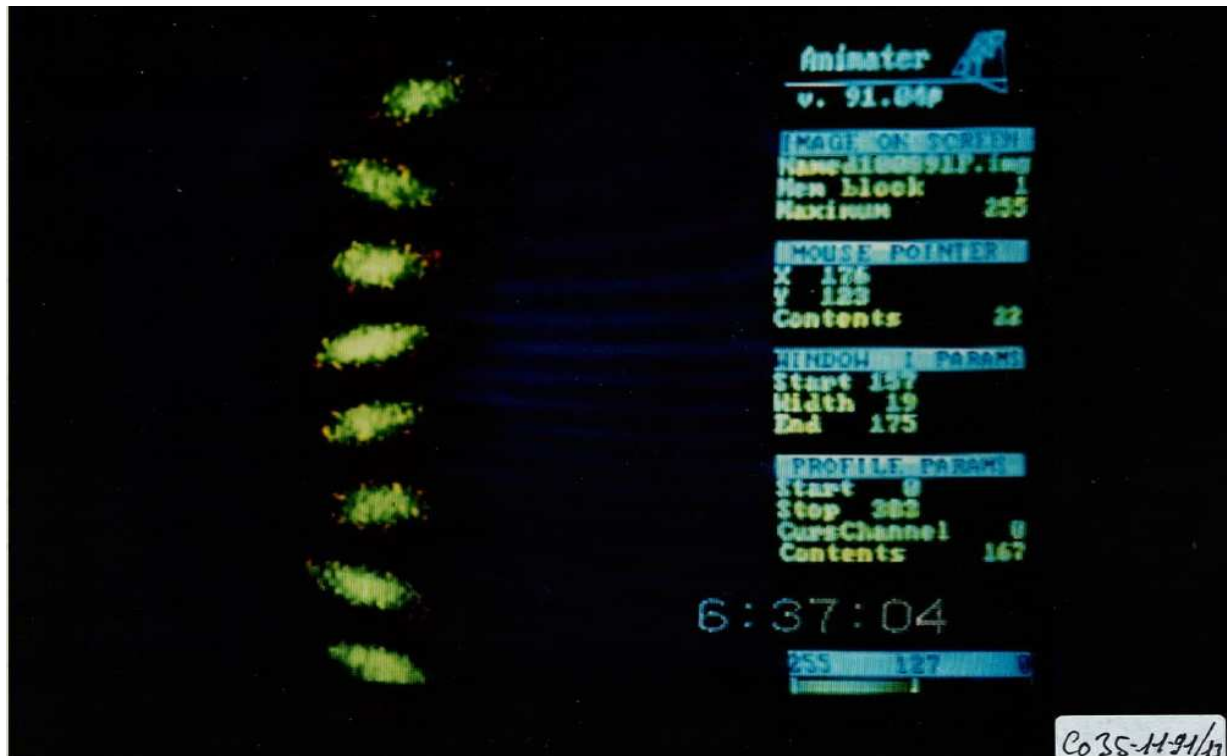 Animater
v. 91.04p
IMAGE ON SCREEN
Mem block 1
Maximum 255
MOUSE POINTER
X 176
Y 123
Contents 22
WINDOW 1 PARAMS
Start 157
Width 19
End 175
PROFILE PARAMS
Start 0
Stop 383
CursChannel 0
Contents 167
6:37:04
255 127 0